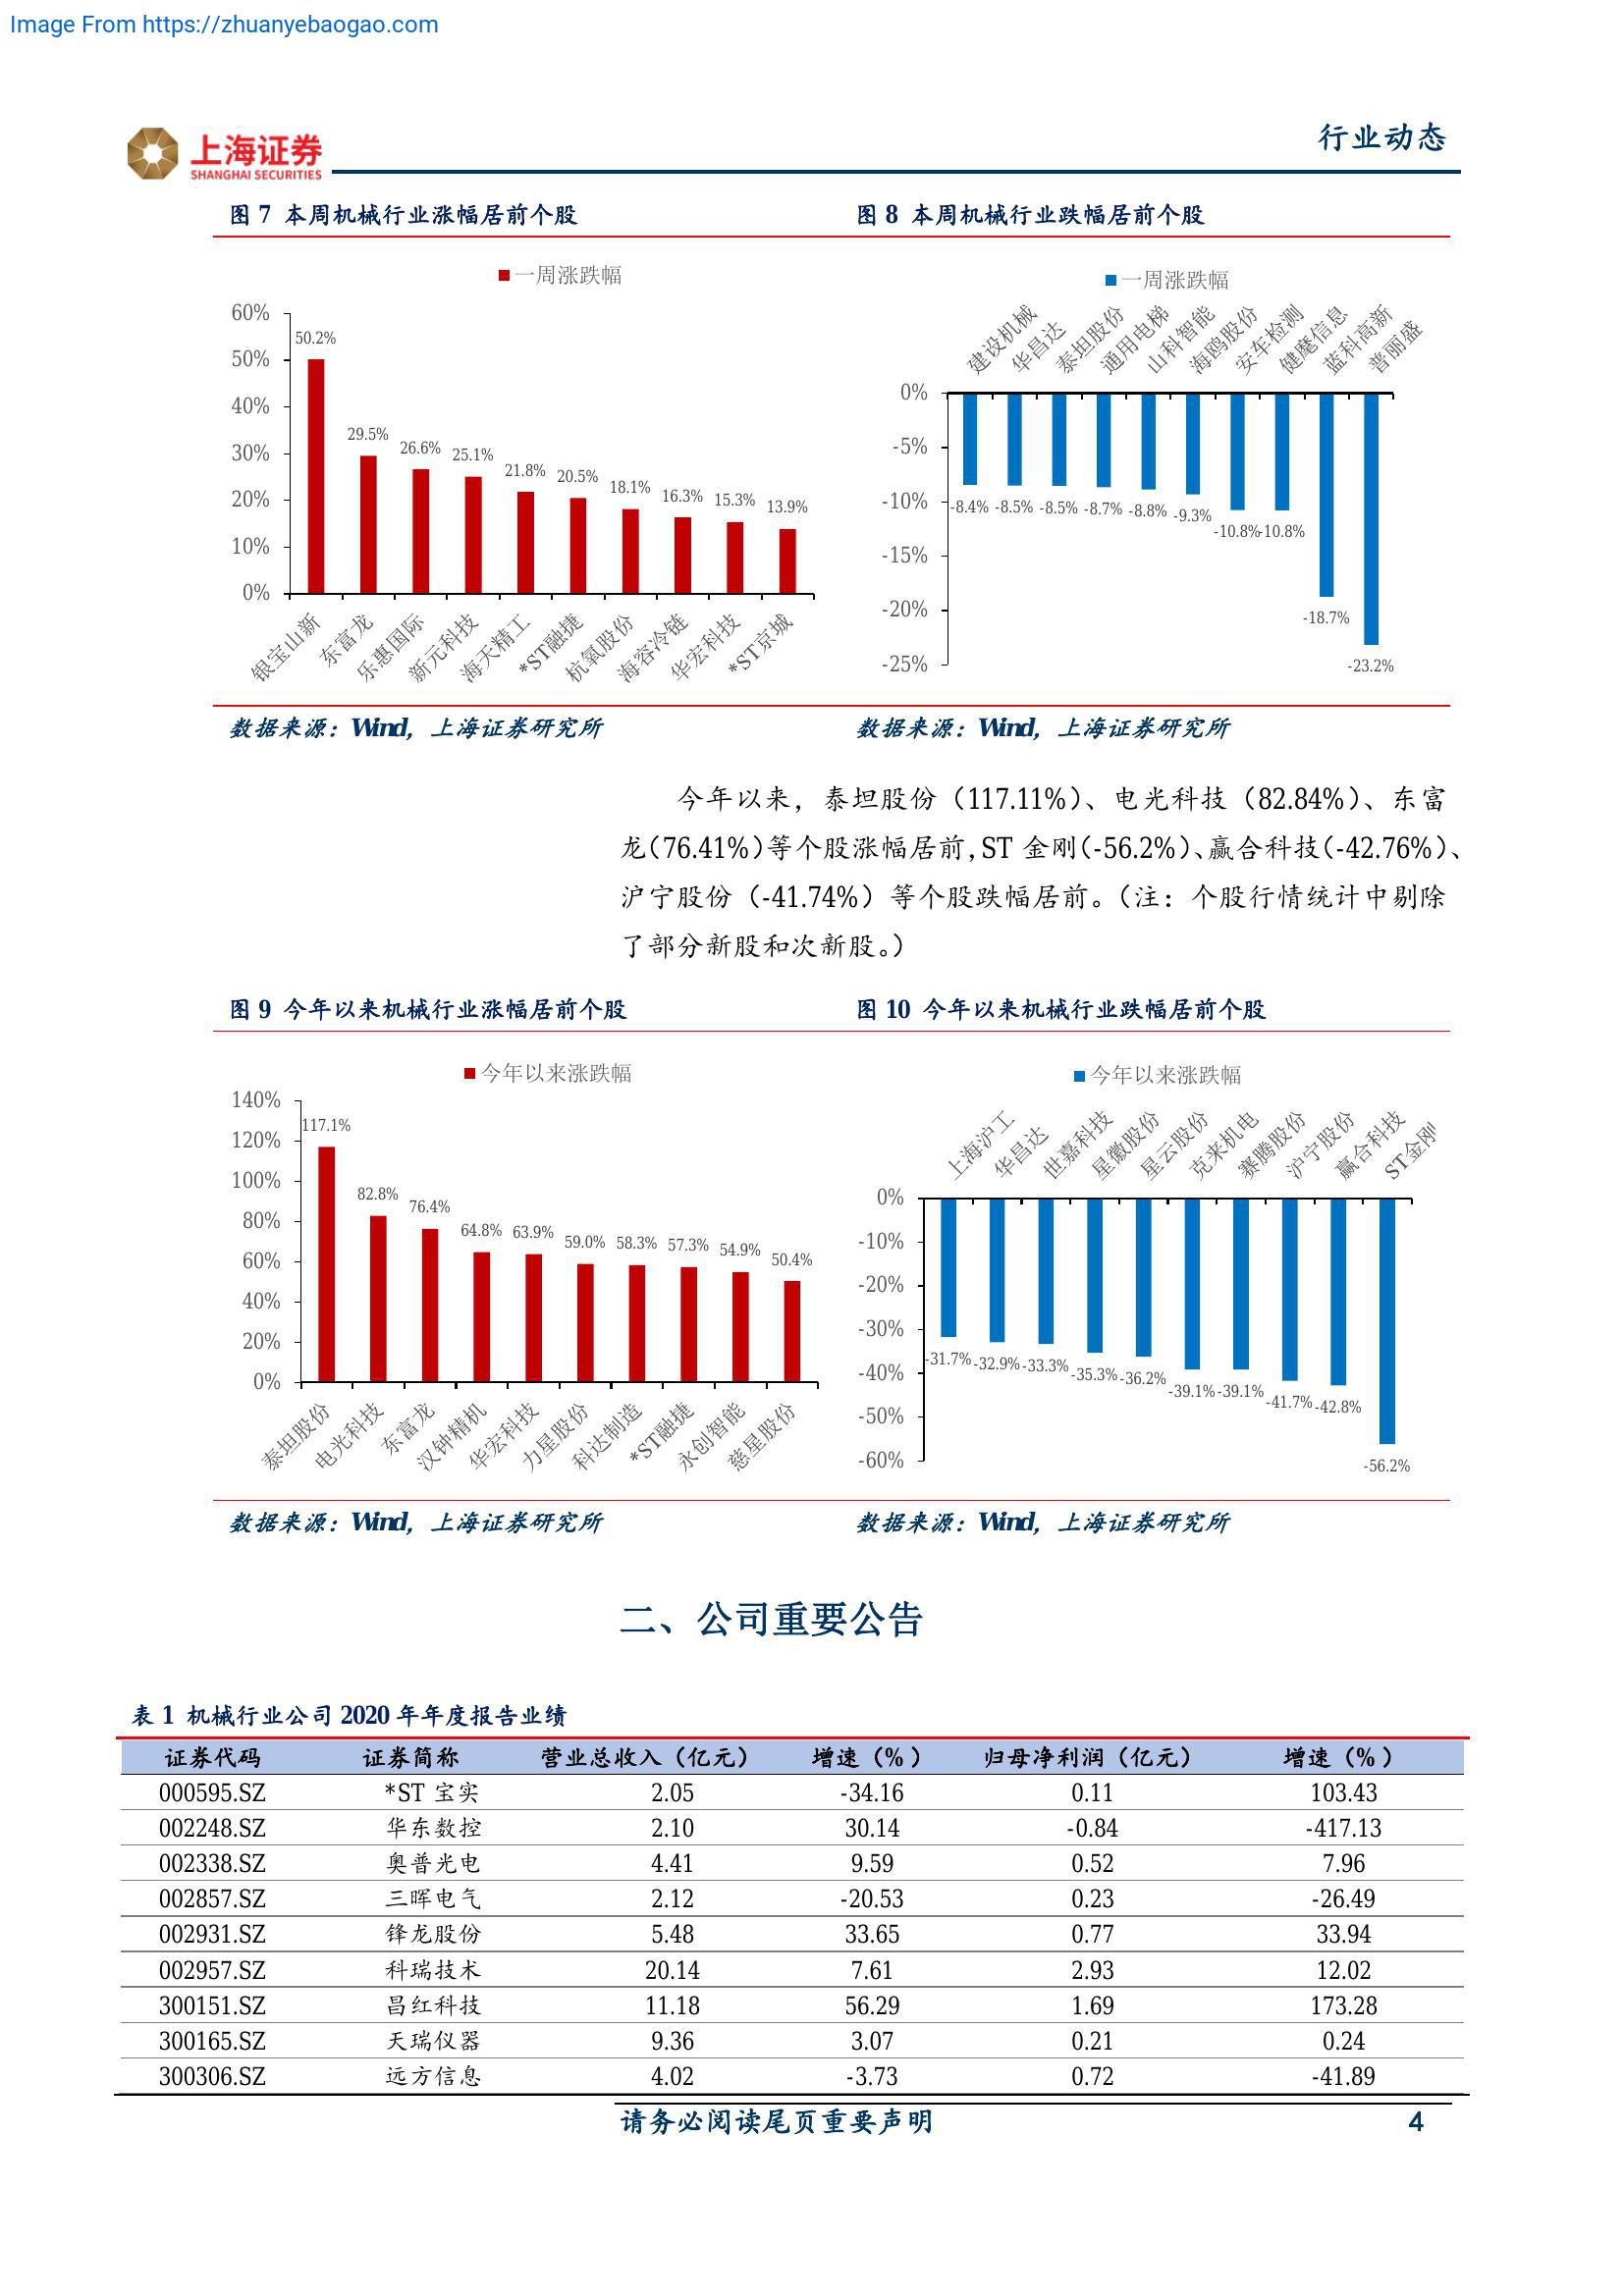 Image From https://zhuanyebaogao.com
上海证券
SHANGHAI SECURITIES
行业动态
图 7 本周机械行业涨幅居前个股
图 8 本周机械行业跌幅居前个股
一周涨跌幅
60%
50%
40%
30%
20%
10%
0%
50.2%
29.5%
26.6%
25.1%
21.8%
20.5%
18.1%
16.3%
15.3%
13.9%
银宝山新
东富龙
乐惠国际
新元科技
海天精工
*ST融捷
杭氧股份
海容冷链
华宏科技
*ST京城
一周涨跌幅
建设机械
华昌达
泰坦股份
通用电梯
山科智能
海鸥股份
安车检测
健麾信息
蓝科高新
普丽盛
0%
-5%
-10%
-15%
-20%
-25%
-8.4%
-8.5%
-8.5%
-8.7%
-8.8%
-9.3%
-10.8%
-10.8%
-18.7%
-23.2%
数据来源：Wind，上海证券研究所
数据来源：Wind，上海证券研究所
今年以来，泰坦股份（117.11%）、电光科技（82.84%）、东富
龙（76.41%）等个股涨幅居前，ST 金刚（-56.2%）、赢合科技（-42.76%）、
沪宁股份（-41.74%）等个股跌幅居前。（注：个股行情统计中剔除
了部分新股和次新股。）
图 9 今年以来机械行业涨幅居前个股
图 10 今年以来机械行业跌幅居前个股
今年以来涨跌幅
140%
120%
100%
80%
60%
40%
20%
0%
117.1%
82.8%
76.4%
64.8%
63.9%
59.0%
58.3%
57.3%
54.9%
50.4%
泰坦股份
电光科技
东富龙
汉钟精机
华宏科技
力星股份
科达制造
*ST融捷
永创智能
慈星股份
今年以来涨跌幅
上海沪工
华昌达
世嘉科技
星徽股份
星云股份
克来机电
赛腾股份
沪宁股份
赢合科技
ST金刚
0%
-10%
-20%
-30%
-40%
-50%
-60%
-31.7%
-32.9%
-33.3%
-35.3%
-36.2%
-39.1%
-39.1%
-41.7%
-42.8%
-56.2%
数据来源：Wind，上海证券研究所
数据来源：Wind，上海证券研究所
二、公司重要公告
表 1 机械行业公司 2020 年年度报告业绩
证券代码 证券简称 营业总收入（亿元） 增速（%） 归母净利润（亿元） 增速（%）
000595.SZ *ST 宝实 2.05 -34.16 0.11 103.43
002248.SZ 华东数控 2.10 30.14 -0.84 -417.13
002338.SZ 奥普光电 4.41 9.59 0.52 7.96
002857.SZ 三晖电气 2.12 -20.53 0.23 -26.49
002931.SZ 锋龙股份 5.48 33.65 0.77 33.94
002957.SZ 科瑞技术 20.14 7.61 2.93 12.02
300151.SZ 昌红科技 11.18 56.29 1.69 173.28
300165.SZ 天瑞仪器 9.36 3.07 0.21 0.24
300306.SZ 远方信息 4.02 -3.73 0.72 -41.89
请务必阅读尾页重要声明
4